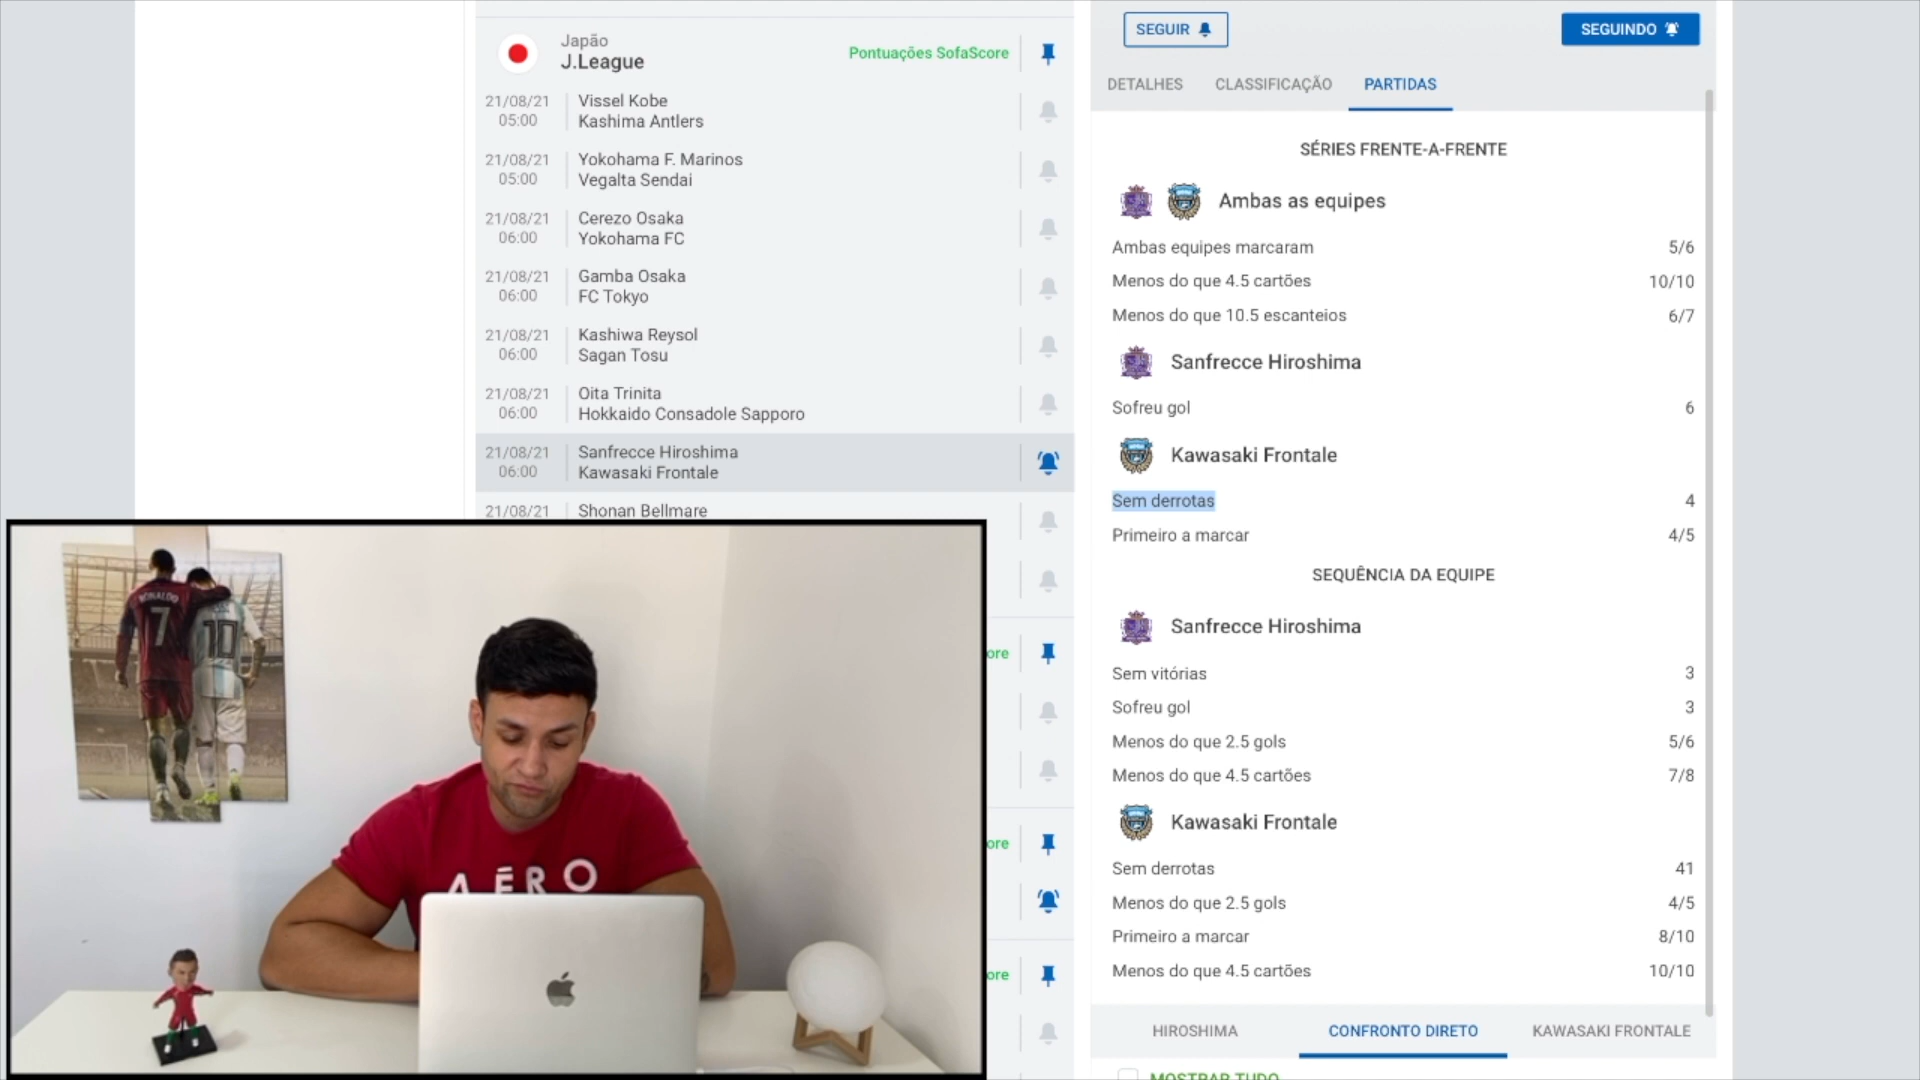 Japão
J.League
Pontuações SofaScore
21/08/21
05:00
Vissel Kobe
Kashima Antlers
21/08/21
05:00
Yokohama F. Marinos
Vegalta Sendai
21/08/21
06:00
Cerezo Osaka
Yokohama FC
21/08/21
06:00
Gamba Osaka
FC Tokyo
21/08/21
06:00
Kashiwa Reysol
Sagan Tosu
21/08/21
06:00
Oita Trinita
Hokkaido Consadole Sapporo
21/08/21
06:00
Sanfrecce Hiroshima
Kawasaki Frontale
21/08/21
Shonan Bellmare
ore
ore
ore
RONALDO
7
10
AÉRO
SEGUIR
SEGUINDO
DETALHES
CLASSIFICAÇÃO
PARTIDAS
SÉRIES FRENTE-A-FRENTE
Ambas as equipes
Ambas equipes marcaram 5/6
Menos do que 4.5 cartões 10/10
Menos do que 10.5 escanteios 6/7
Sanfrecce Hiroshima
Sofreu gol 6
Kawasaki Frontale
Sem derrotas 4
Primeiro a marcar 4/5
SEQUÊNCIA DA EQUIPE
Sanfrecce Hiroshima
Sem vitórias 3
Sofreu gol 3
Menos do que 2.5 gols 5/6
Menos do que 4.5 cartões 7/8
Kawasaki Frontale
Sem derrotas 41
Menos do que 2.5 gols 4/5
Primeiro a marcar 8/10
Menos do que 4.5 cartões 10/10
HIROSHIMA
CONFRONTO DIRETO
KAWASAKI FRONTALE
MOSTRAR TUDO